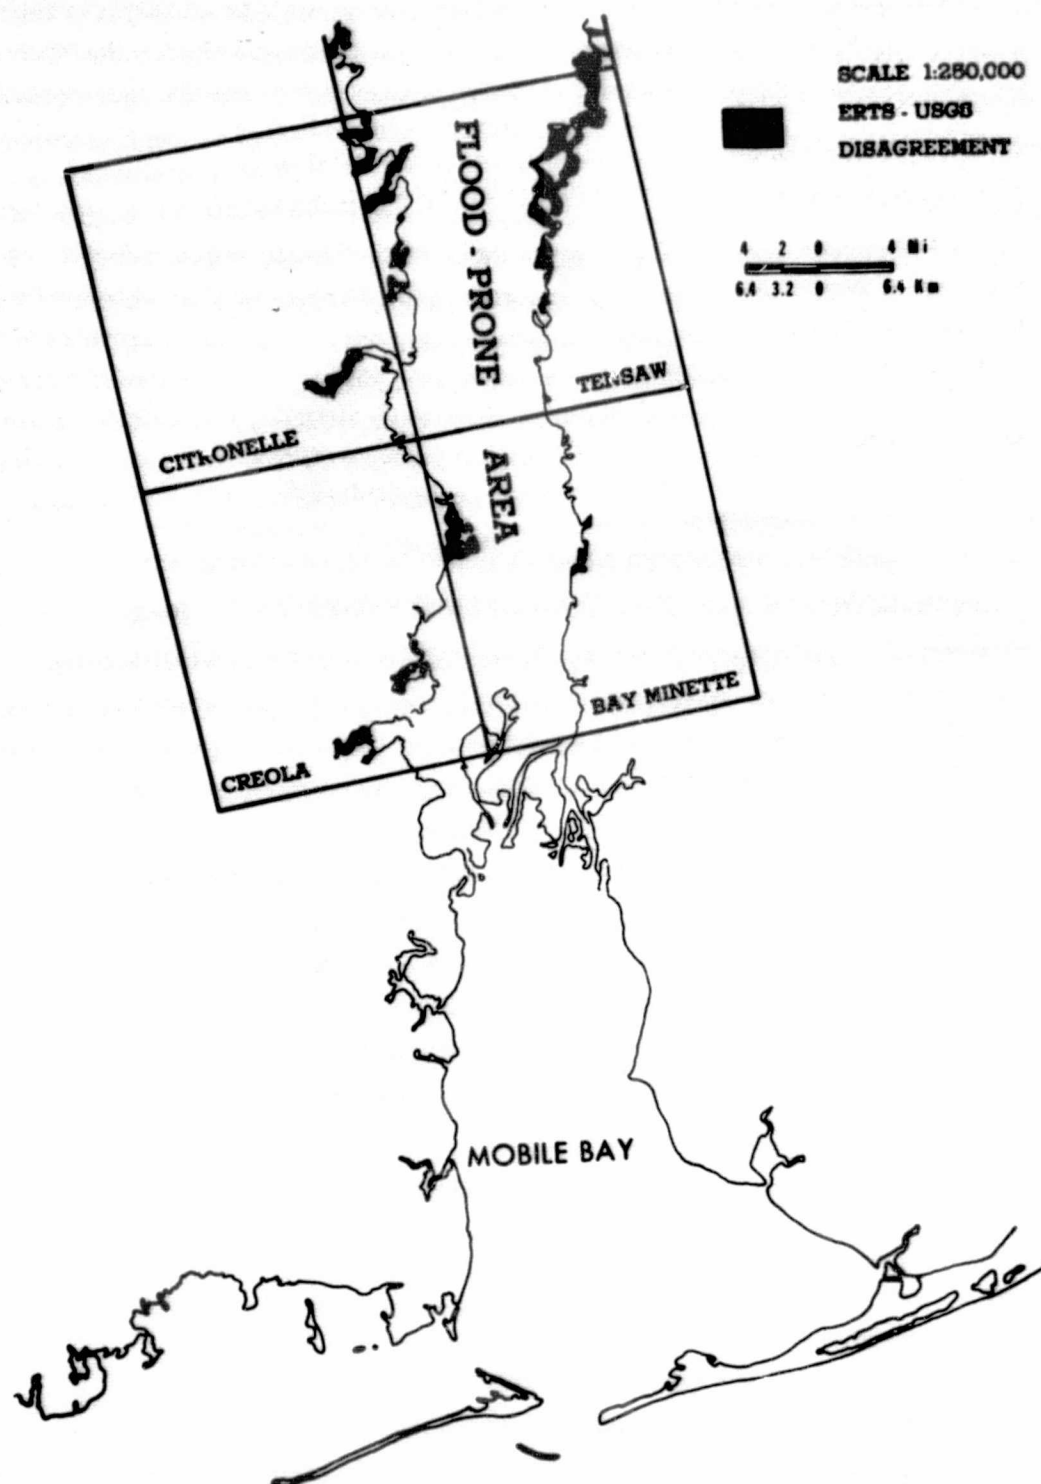 SCALE 1:250,000
ERTS - USGS
DISAGREEMENT
4 2 0 4 Mi
6.4 3.2 0 6.4 Km
FLOOD - PRONE
AREA
TENSAW
CITRONELLE
BAY MINETTE
CREOLA
MOBILE BAY